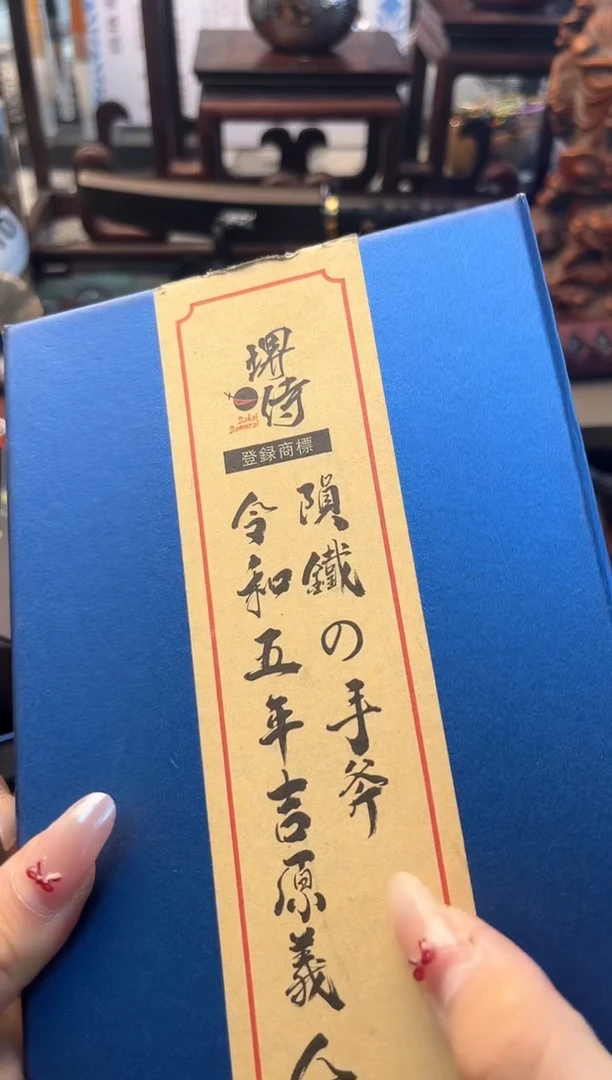 堺侍
Sakai
Samurai
登録商標
隕鐵の手斧
令和五年吉原義